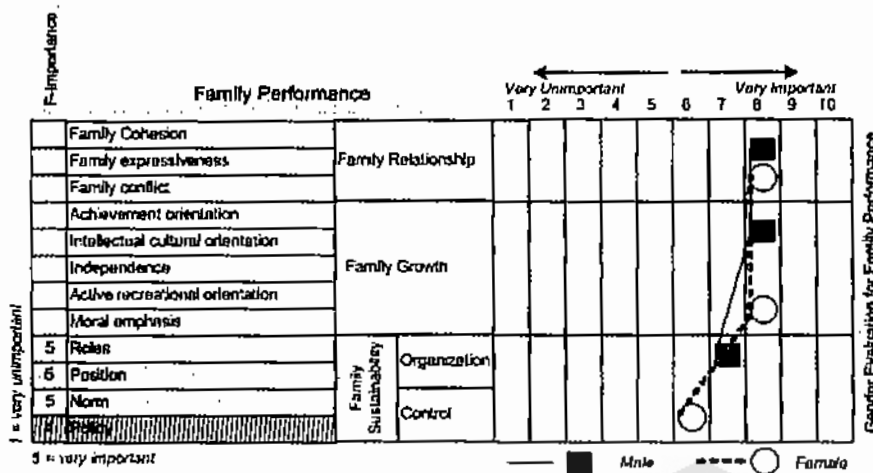 F-Importance
Family Performance
Very Unimportant Very Important
1 2 3 4 5 6 7 8 9 10
Family Cohesion
Family expressiveness
Family conflict
Family Relationship
Achievement orientation
Intellectual cultural orientation
Independence
Active recreational orientation
Moral emphasis
Family Growth
5 Roles
6 Position
5 Norm
Family Sustainability
Organization
Control
1 = very unimportant
5 = very important
Gender Evaluation for Family Performance
Male Female